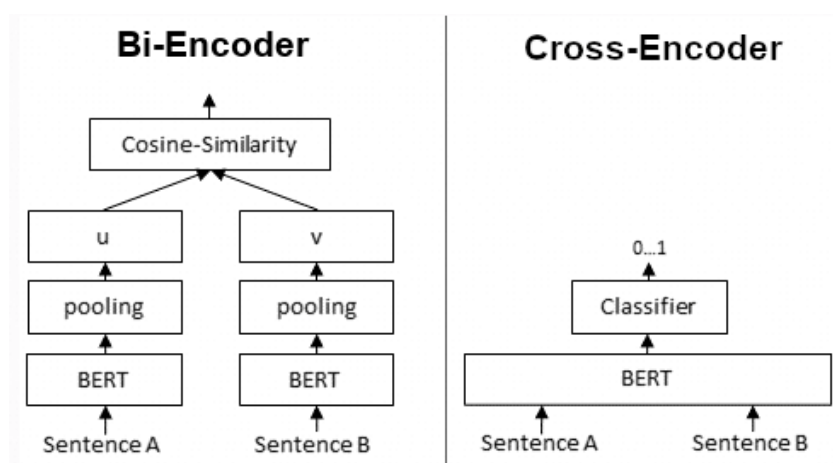 Bi-Encoder
Cosine-Similarity
u v
pooling pooling
BERT BERT
Sentence A Sentence B
Cross-Encoder
0...1
Classifier
BERT
Sentence A Sentence B